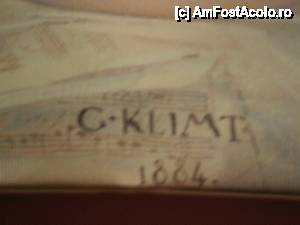 [c] AmFostAcolo.ro
G·KLIMT·
1884.